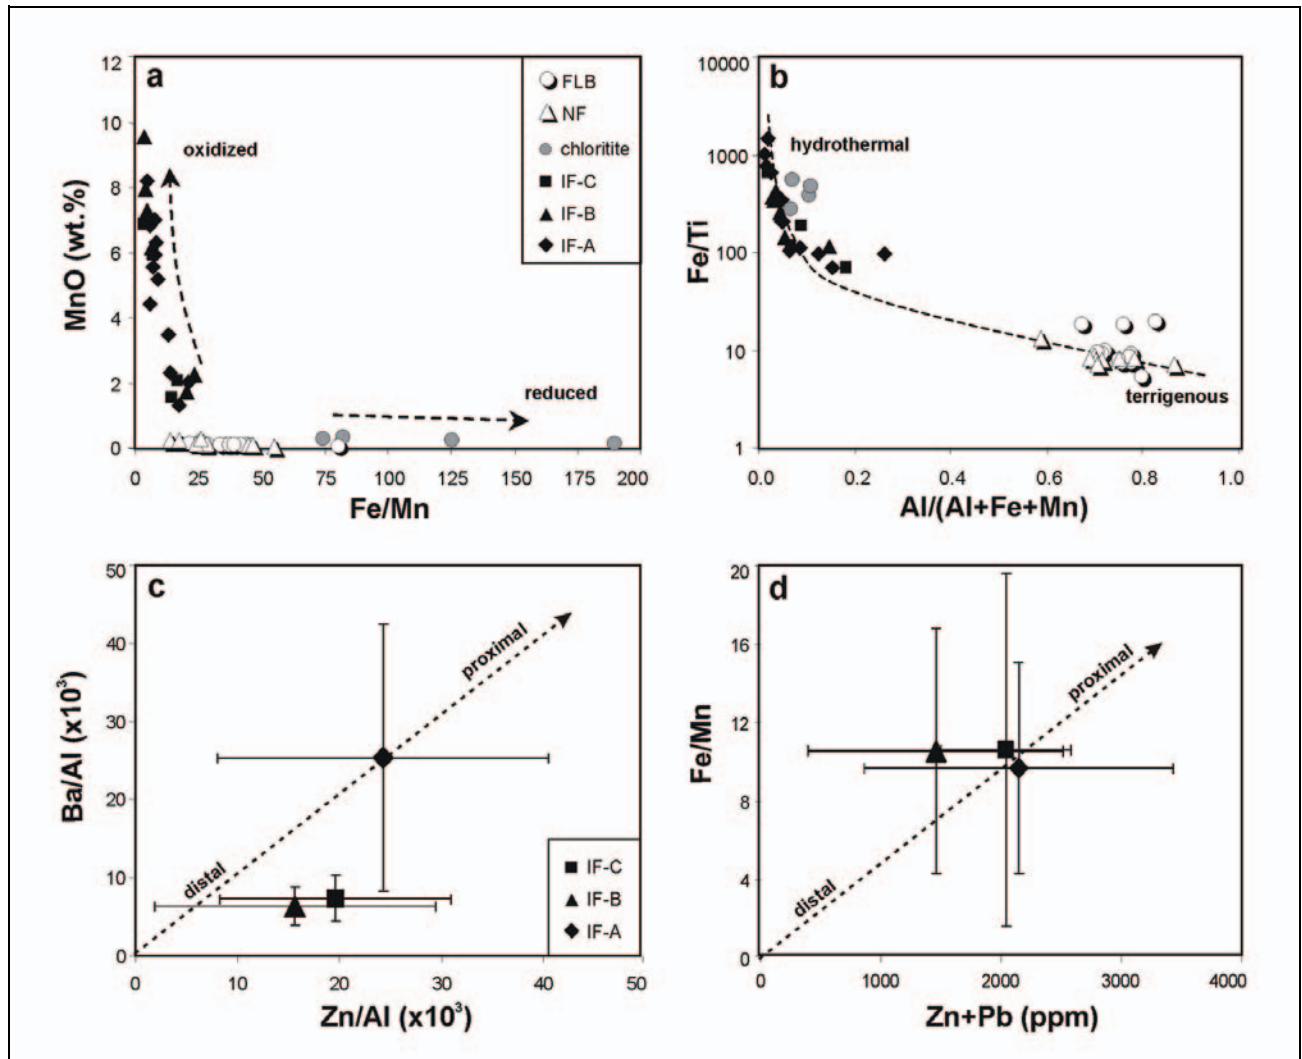 a
12
10
8
6
4
2
0
MnO (wt.%)
oxidized
reduced
FLB
NF
chloritite
IF-C
IF-B
IF-A
0 25 50 75 100 125 150 175 200
Fe/Mn
b
10000
1000
100
10
1
Fe/Ti
hydrothermal
terrigenous
0.0 0.2 0.4 0.6 0.8 1.0
Al/(Al+Fe+Mn)
c
50
40
30
20
10
0
Ba/Al (x10³)
proximal
distal
IF-C
IF-B
IF-A
0 10 20 30 40 50
Zn/Al (x10³)
d
20
16
12
8
4
0
Fe/Mn
proximal
distal
0 1000 2000 3000 4000
Zn+Pb (ppm)